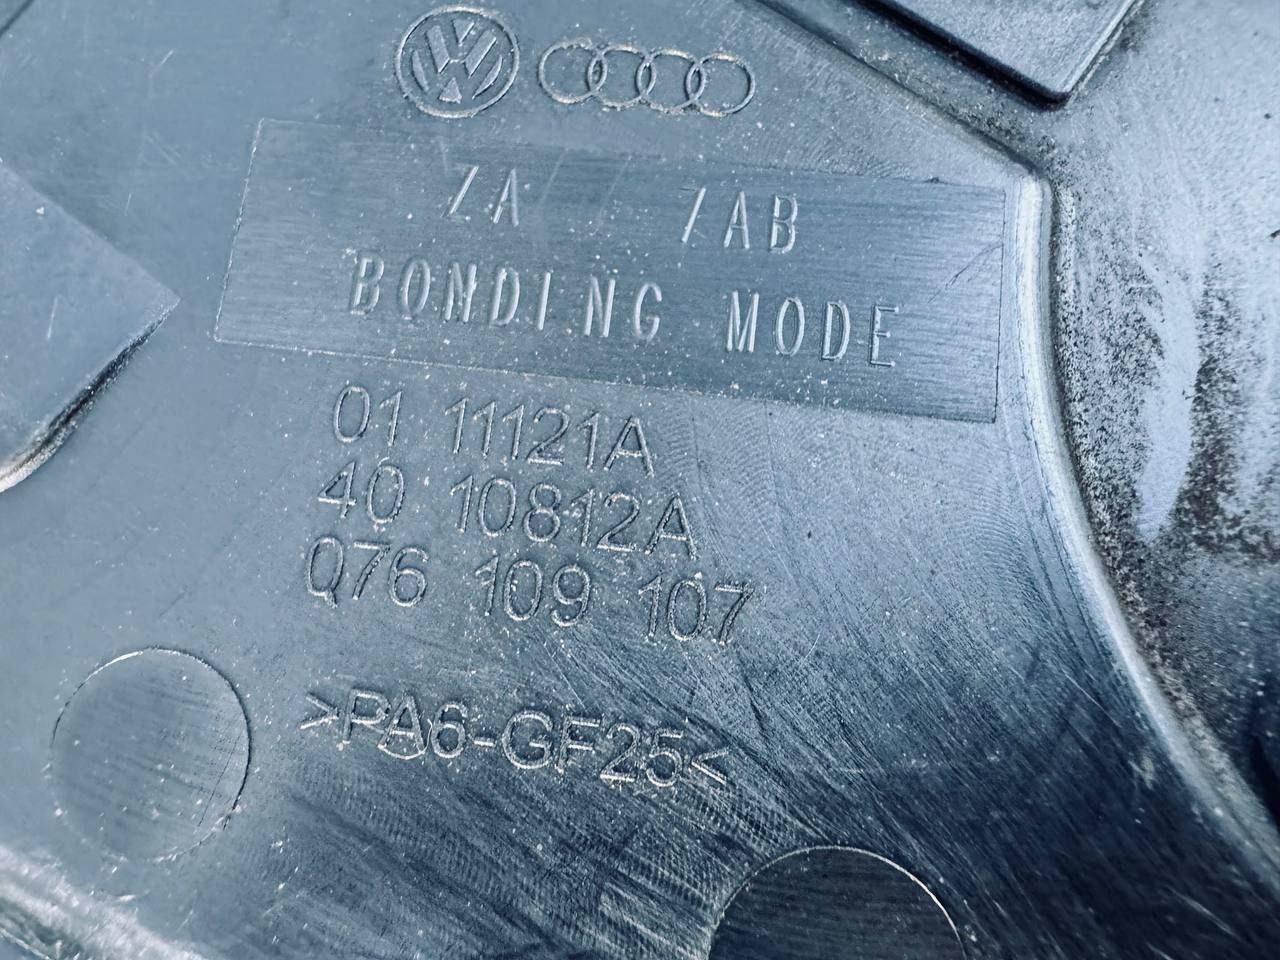 ZA ZAB
BONDING MODE
01 11121A
40 10812A
Q76 109 107
>PA6-GF25<